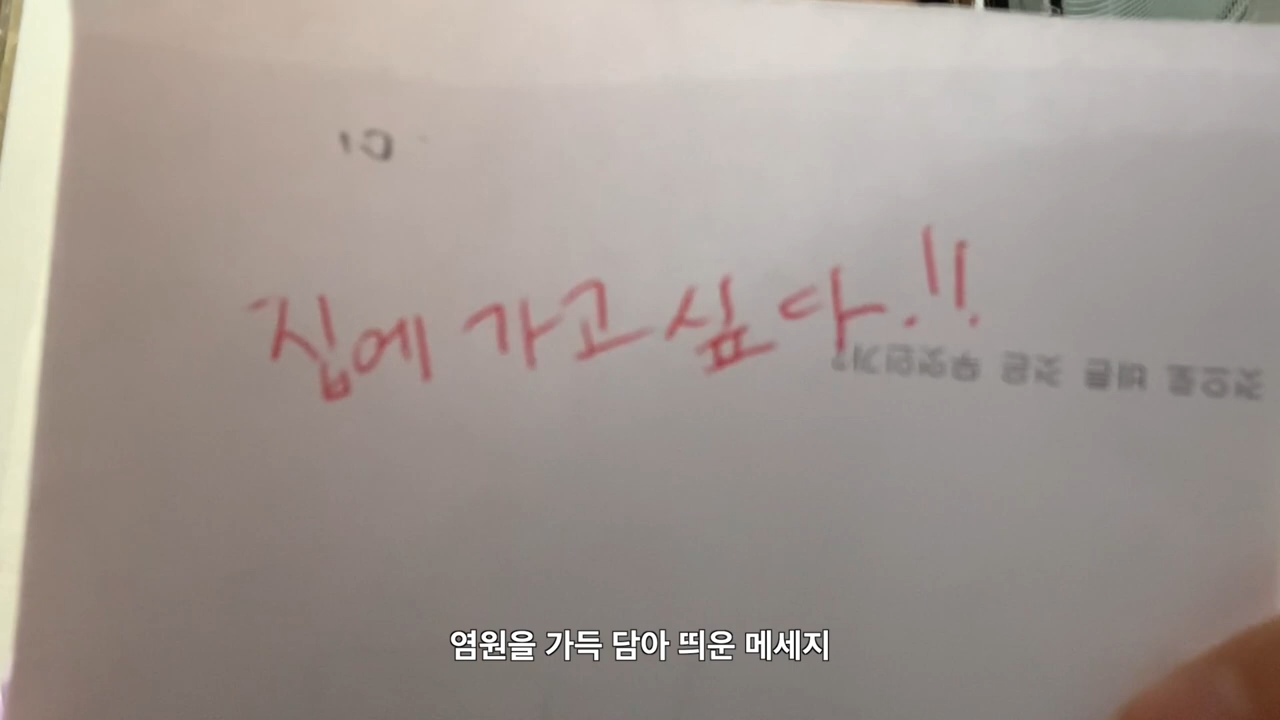 집에 가고싶다.!!
염원을 가득 담아 띄운 메세지